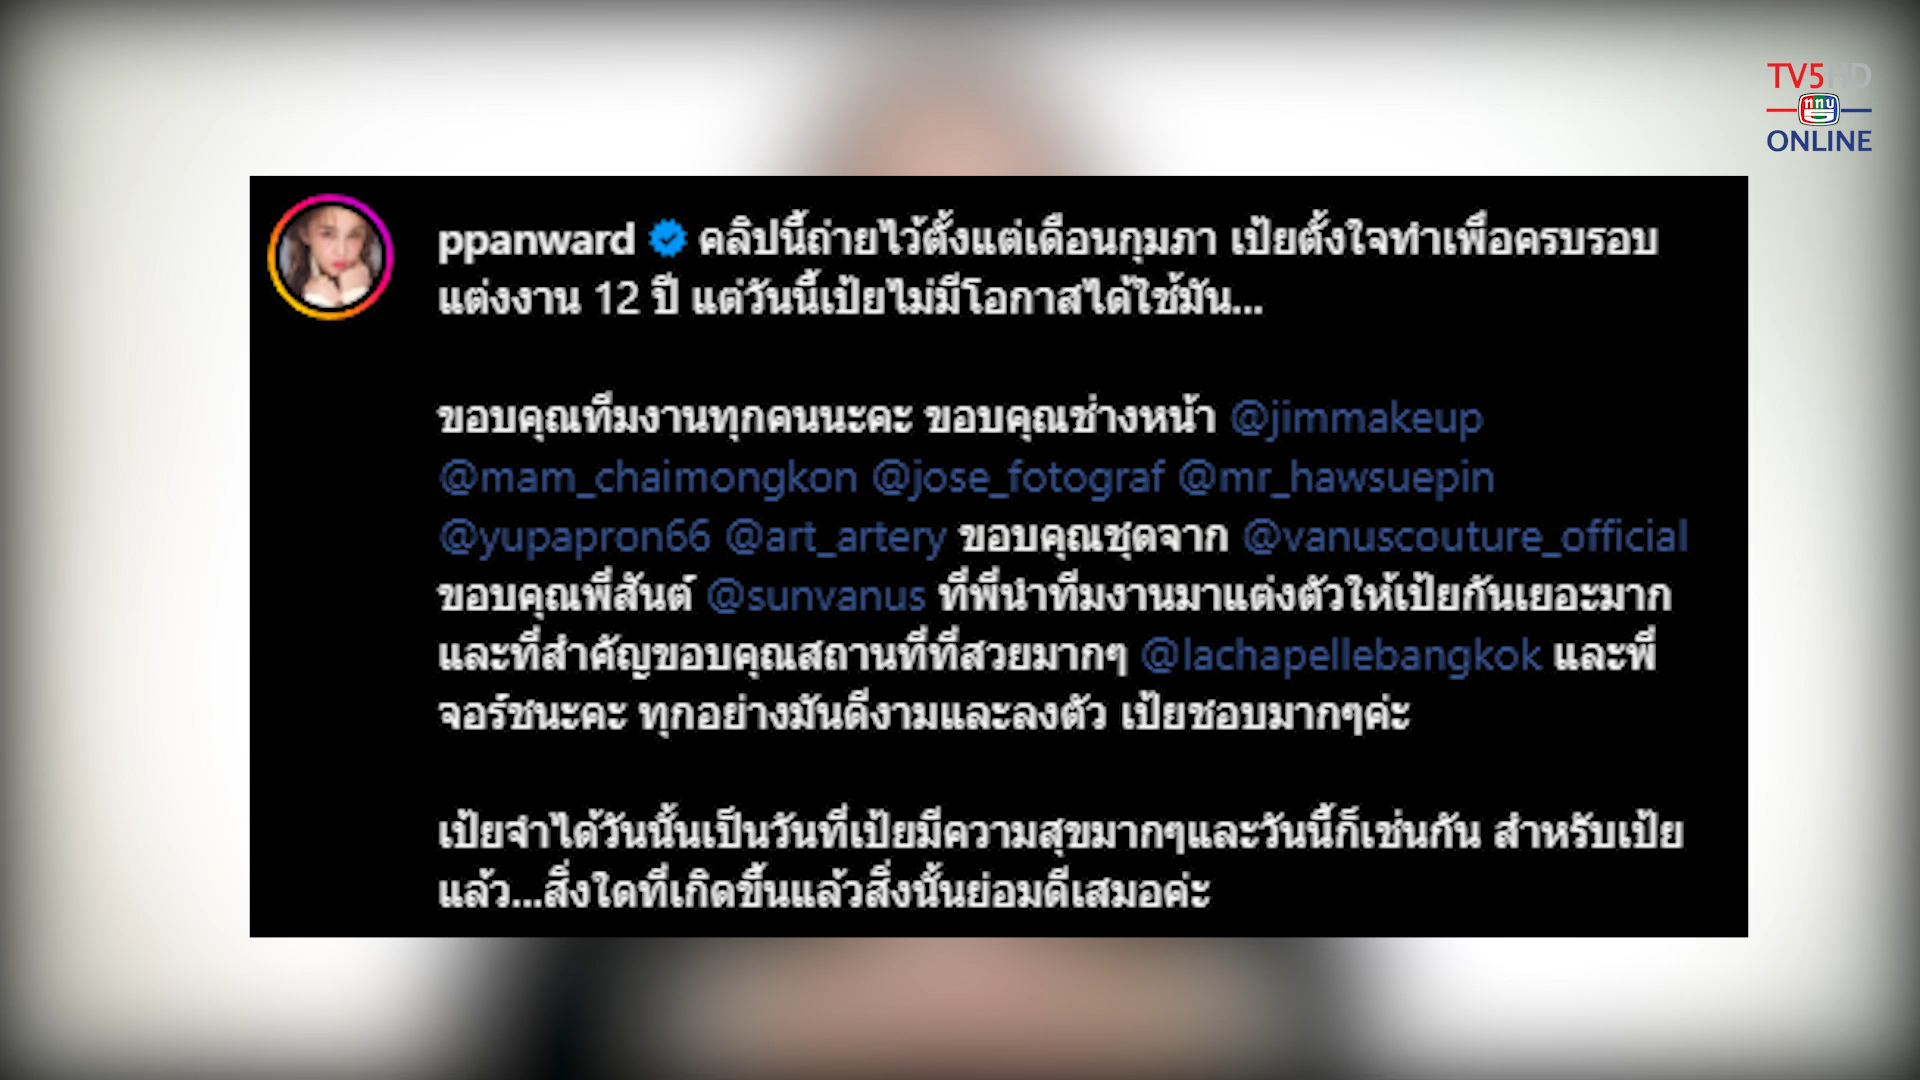 TV5HD
ททบ
ONLINE
ppanward คลิปนี้ถ่ายไว้ตั้งแต่เดือนกุมภา เป้ยตั้งใจทำเพื่อครบรอบ
แต่งงาน 12 ปี แต่วันนี้เป้ยไม่มีโอกาสได้ใช้มัน...
ขอบคุณทีมงานทุกคนนะคะ ขอบคุณช่างหน้า @jimmakeup
@mam_chaimongkon @jose_fotograf @mr_hawsuepin
@yupapron66 @art_artery ขอบคุณชุดจาก @vanuscouture_official
ขอบคุณพี่สันต์ @sunvanus ที่พี่นำทีมงานมาแต่งตัวให้เป้ยกันเยอะมาก
และที่สำคัญขอบคุณสถานที่ที่สวยมากๆ @lachapellebangkok และพี่
จอร์ชนะคะ ทุกอย่างมันดีงามและลงตัว เป้ยชอบมากๆค่ะ
เป้ยจำได้วันนั้นเป็นวันที่เป้ยมีความสุขมากๆและวันนี้ก็เช่นกัน สำหรับเป้ย
แล้ว...สิ่งใดที่เกิดขึ้นแล้วสิ่งนั้นย่อมดีเสมอค่ะ